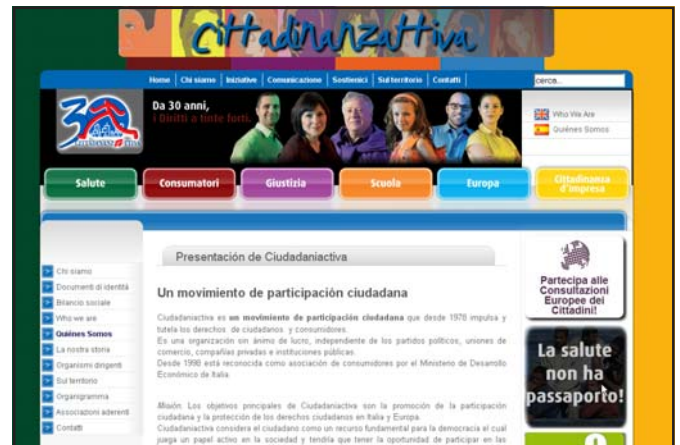 Cittadinanzattiva
Home | Chi siamo | Iniziative | Comunicazione | Sostienici | Sul territorio | Contatti
cerca...
30
CITTADINANZATTIVA
Da 30 anni,
i Diritti a tinte forti.
Who We Are
Quiénes Somos
Salute
Consumatori
Giustizia
Scuola
Europa
Cittadinanza
d'impresa
Chi siamo
Documenti di identità
Bilancio sociale
Who we are
Quiénes Somos
La nostra storia
Organismi dirigenti
Sul territorio
Organigramma
Associazioni aderenti
Contatti
Presentación de Ciudadaniactiva
Un movimiento de participación ciudadana
Ciudadaniactiva es un movimento de participación ciudadana que desde 1978 impulsa y
tutela los derechos de ciudadanos y consumidores.
Es una organización sin ánimo de lucro, independiente de los partidos políticos, uniones de
comercio, compañias privadas e instituciones públicas.
Desde 1998 está reconocida como asociación de consumidores por el Ministerio de Desarrollo
Económico de Italia.
Misión. Los objetivos principales de Ciudadaniactiva son la promoción de la participación
ciudadana y la protección de los derechos ciudadanos en Italia y Europa.
Ciudadaniactiva considera el ciudadano como un recurso fundamental para la democracia el cual
juega un papel activo en la sociedad y tendría que tener la oportunidad de participar en las
Partecipa alle
Consultazioni
Europee dei
Cittadini!
La salute
non ha
passaporto!